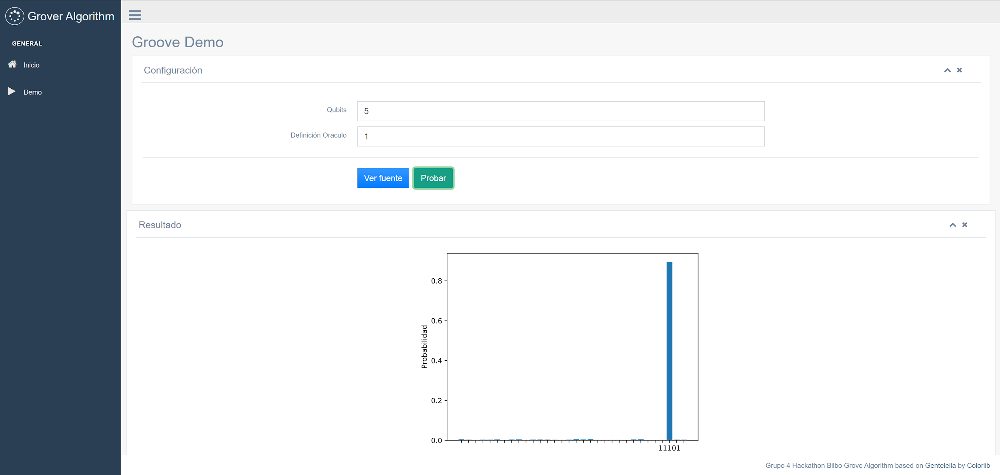 Grover Algorithm
GENERAL
Inicio
Demo
Groove Demo
Configuración
Qubits
5
Definición Oraculo
1
Ver fuente
Probar
Resultado
0.8
0.6
0.4
0.2
0.0
Probabilidad
11101
Grupo 4 Hackathon Bilbo Grove Algorithm based on Gentelella by Colorlib